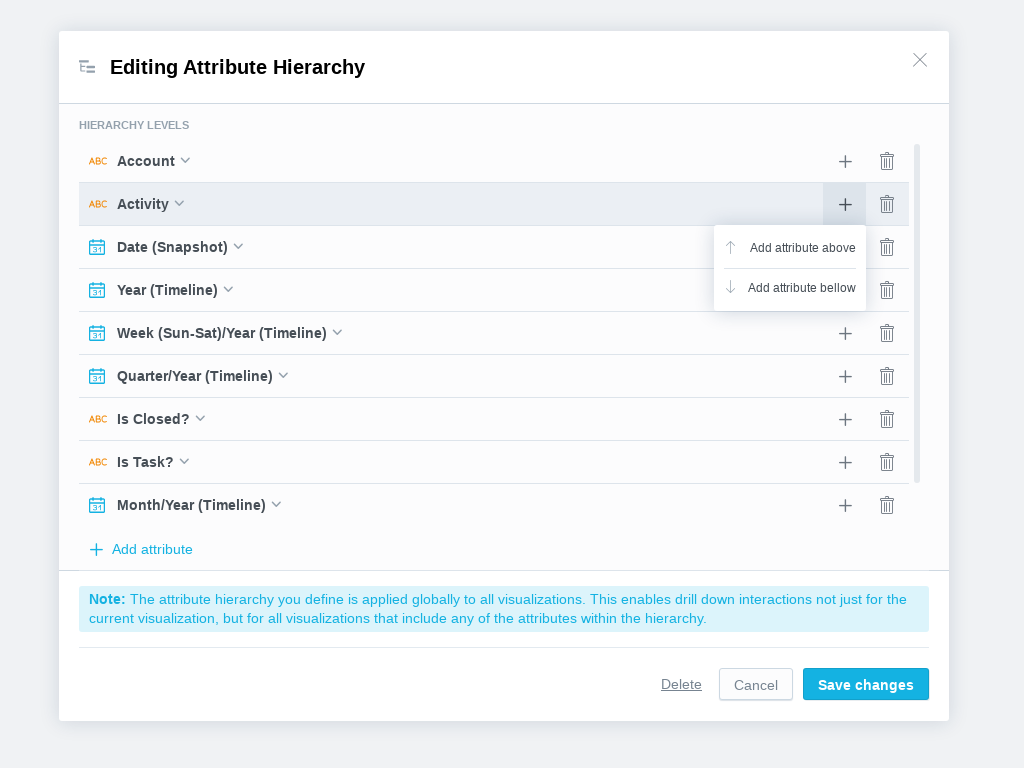 Editing Attribute Hierarchy
HIERARCHY LEVELS
ABC Account
ABC Activity
31 Date (Snapshot)
Add attribute above
31 Year (Timeline)
Add attribute bellow
31 Week (Sun-Sat)/Year (Timeline)
31 Quarter/Year (Timeline)
ABC Is Closed?
ABC Is Task?
31 Month/Year (Timeline)
Add attribute
Note: The attribute hierarchy you define is applied globally to all visualizations. This enables drill down interactions not just for the
current visualization, but for all visualizations that include any of the attributes within the hierarchy.
Delete Cancel Save changes